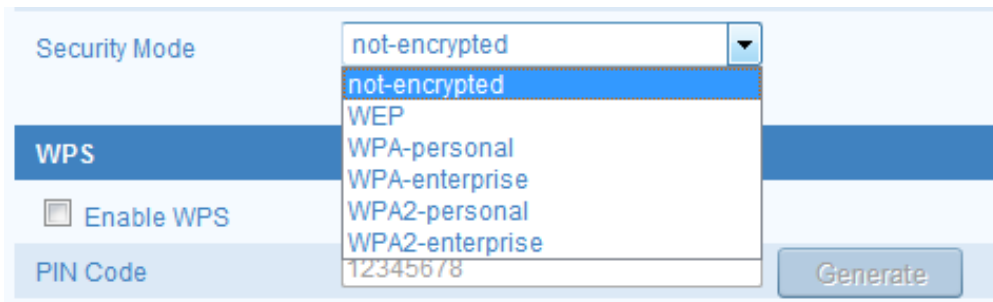 Security Mode not-encrypted
not-encrypted
WEP
WPA-personal
WPS
WPA-enterprise
Enable WPS WPA2-personal
WPA2-enterprise
PIN Code 12345678 Generate